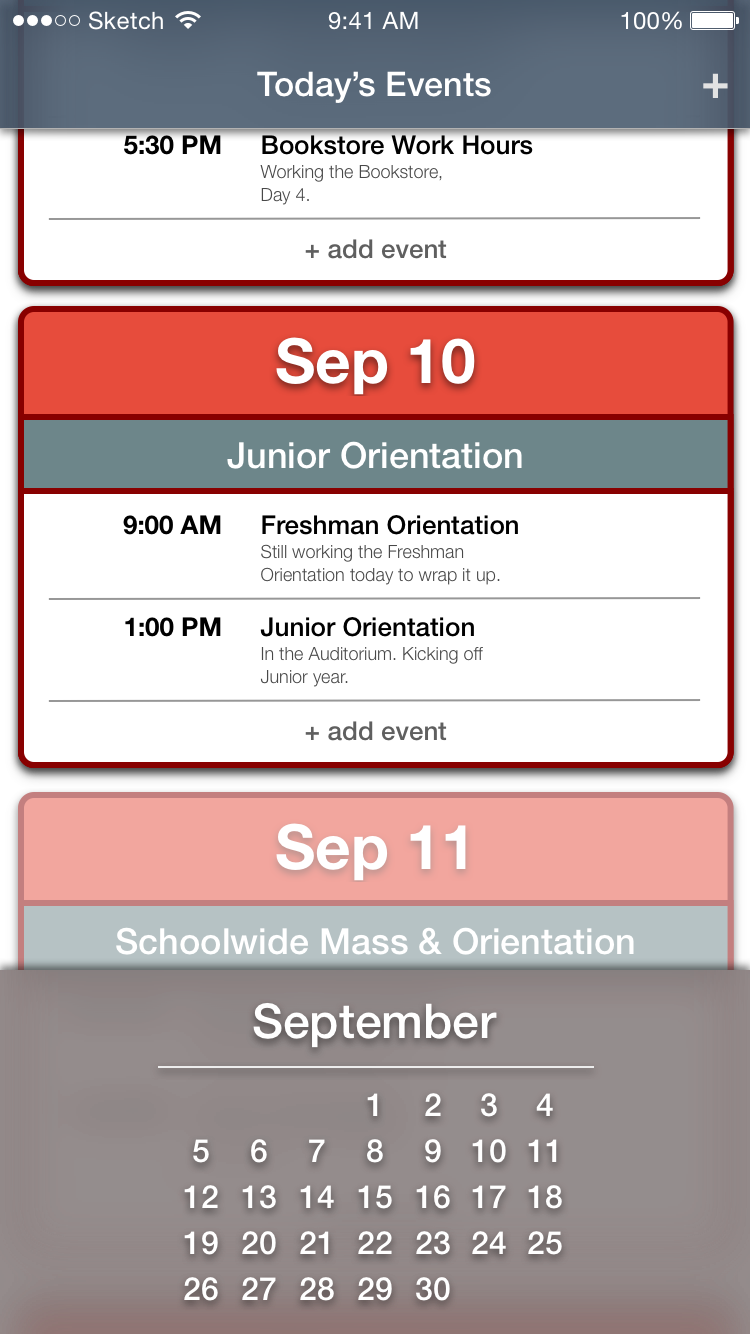 Sketch 9:41 AM 100%
Today’s Events
+
5:30 PM Bookstore Work Hours
Working the Bookstore,
Day 4.
+ add event
Sep 10
Junior Orientation
9:00 AM Freshman Orientation
Still working the Freshman
Orientation today to wrap it up.
1:00 PM Junior Orientation
In the Auditorium. Kicking off
Junior year.
+ add event
Sep 11
Schoolwide Mass & Orientation
September
1 2 3 4
5 6 7 8 9 10 11
12 13 14 15 16 17 18
19 20 21 22 23 24 25
26 27 28 29 30